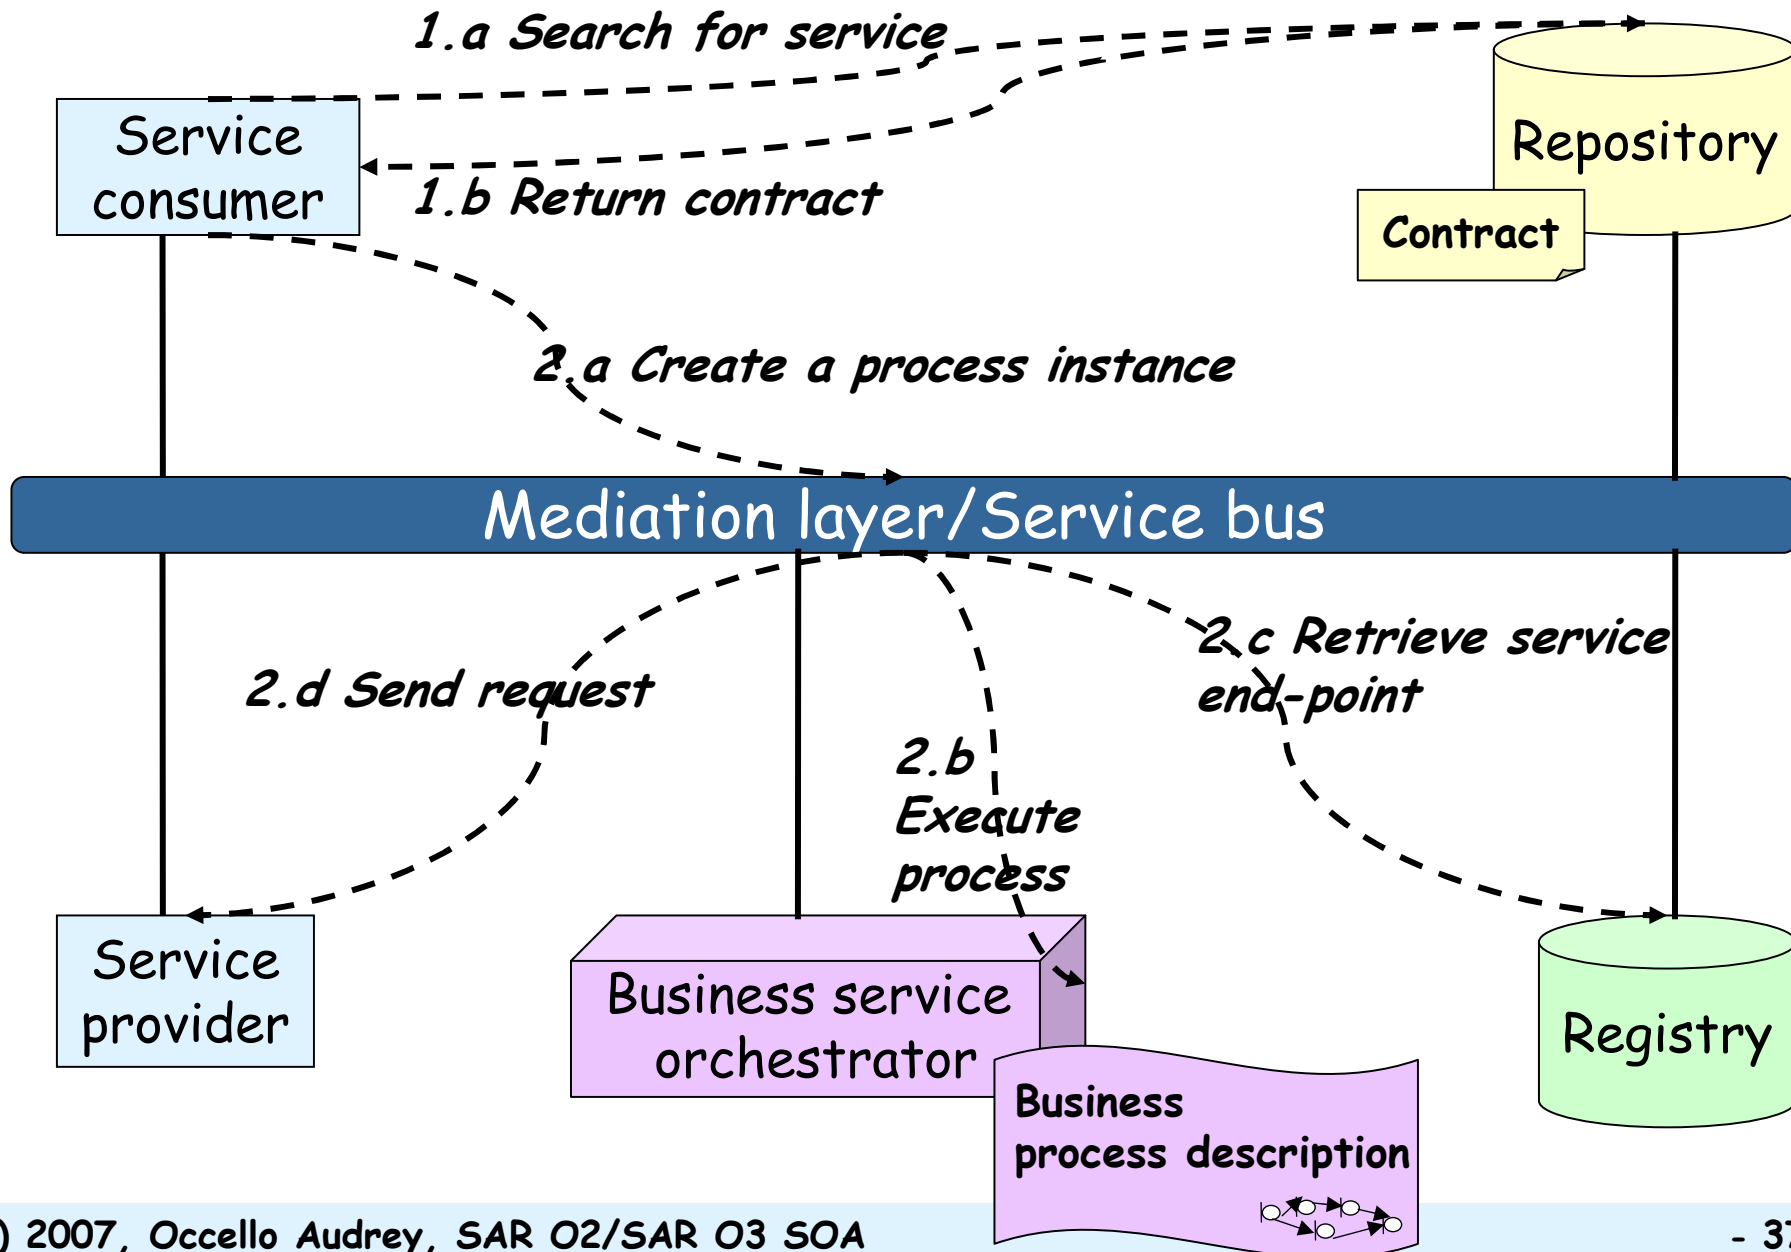 1.a Search for service
Service
consumer
Repository
1.b Return contract
Contract
2.a Create a process instance
Mediation layer/Service bus
2.c Retrieve service
end-point
2.d Send request
2.b
Execute
process
Service
provider
Business service
orchestrator
Registry
Business
process description
) 2007, Occello Audrey, SAR O2/SAR O3 SOA
- 37